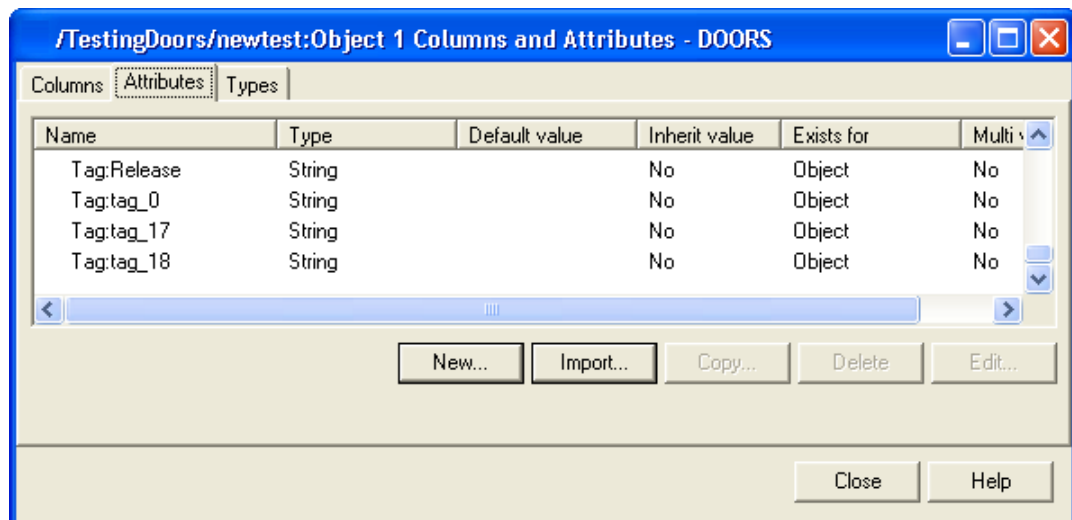 /TestingDoors/newtest:Object 1 Columns and Attributes - DOORS
Columns Attributes Types
Name Type Default value Inherit value Exists for Multi
Tag:Release String No Object No
Tag:tag_0 String No Object No
Tag:tag_17 String No Object No
Tag:tag_18 String No Object No
New... Import... Copy... Delete Edit...
Close Help